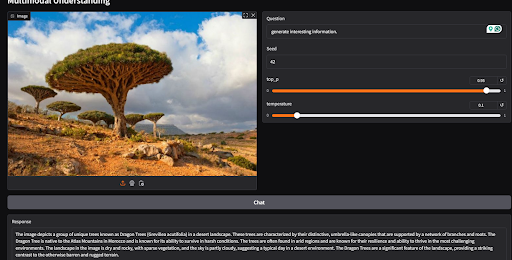 Multimodal Understanding
Image
Question
generate interesting information.
Seed
42
top_p
0.95
0
1
temperature
0.1
0
1
Chat
Response
The image depicts a group of unique trees known as Dragon Trees (Grevillea acutifolia) in a desert landscape. These trees are characterized by their distinctive, umbrella-like canopies that are supported by a network of branches and roots. The
Dragon Tree is native to the Atlas Mountains in Morocco and is known for its ability to survive in harsh conditions. The trees are often found in arid regions and are known for their resilience and ability to thrive in the most challenging
environments. The landscape in the image is dry and rocky, with sparse vegetation, and the sky is partly cloudy, suggesting a typical day in a desert environment. The Dragon Trees are a significant feature of the landscape, providing a striking
contrast to the otherwise barren and rugged terrain.